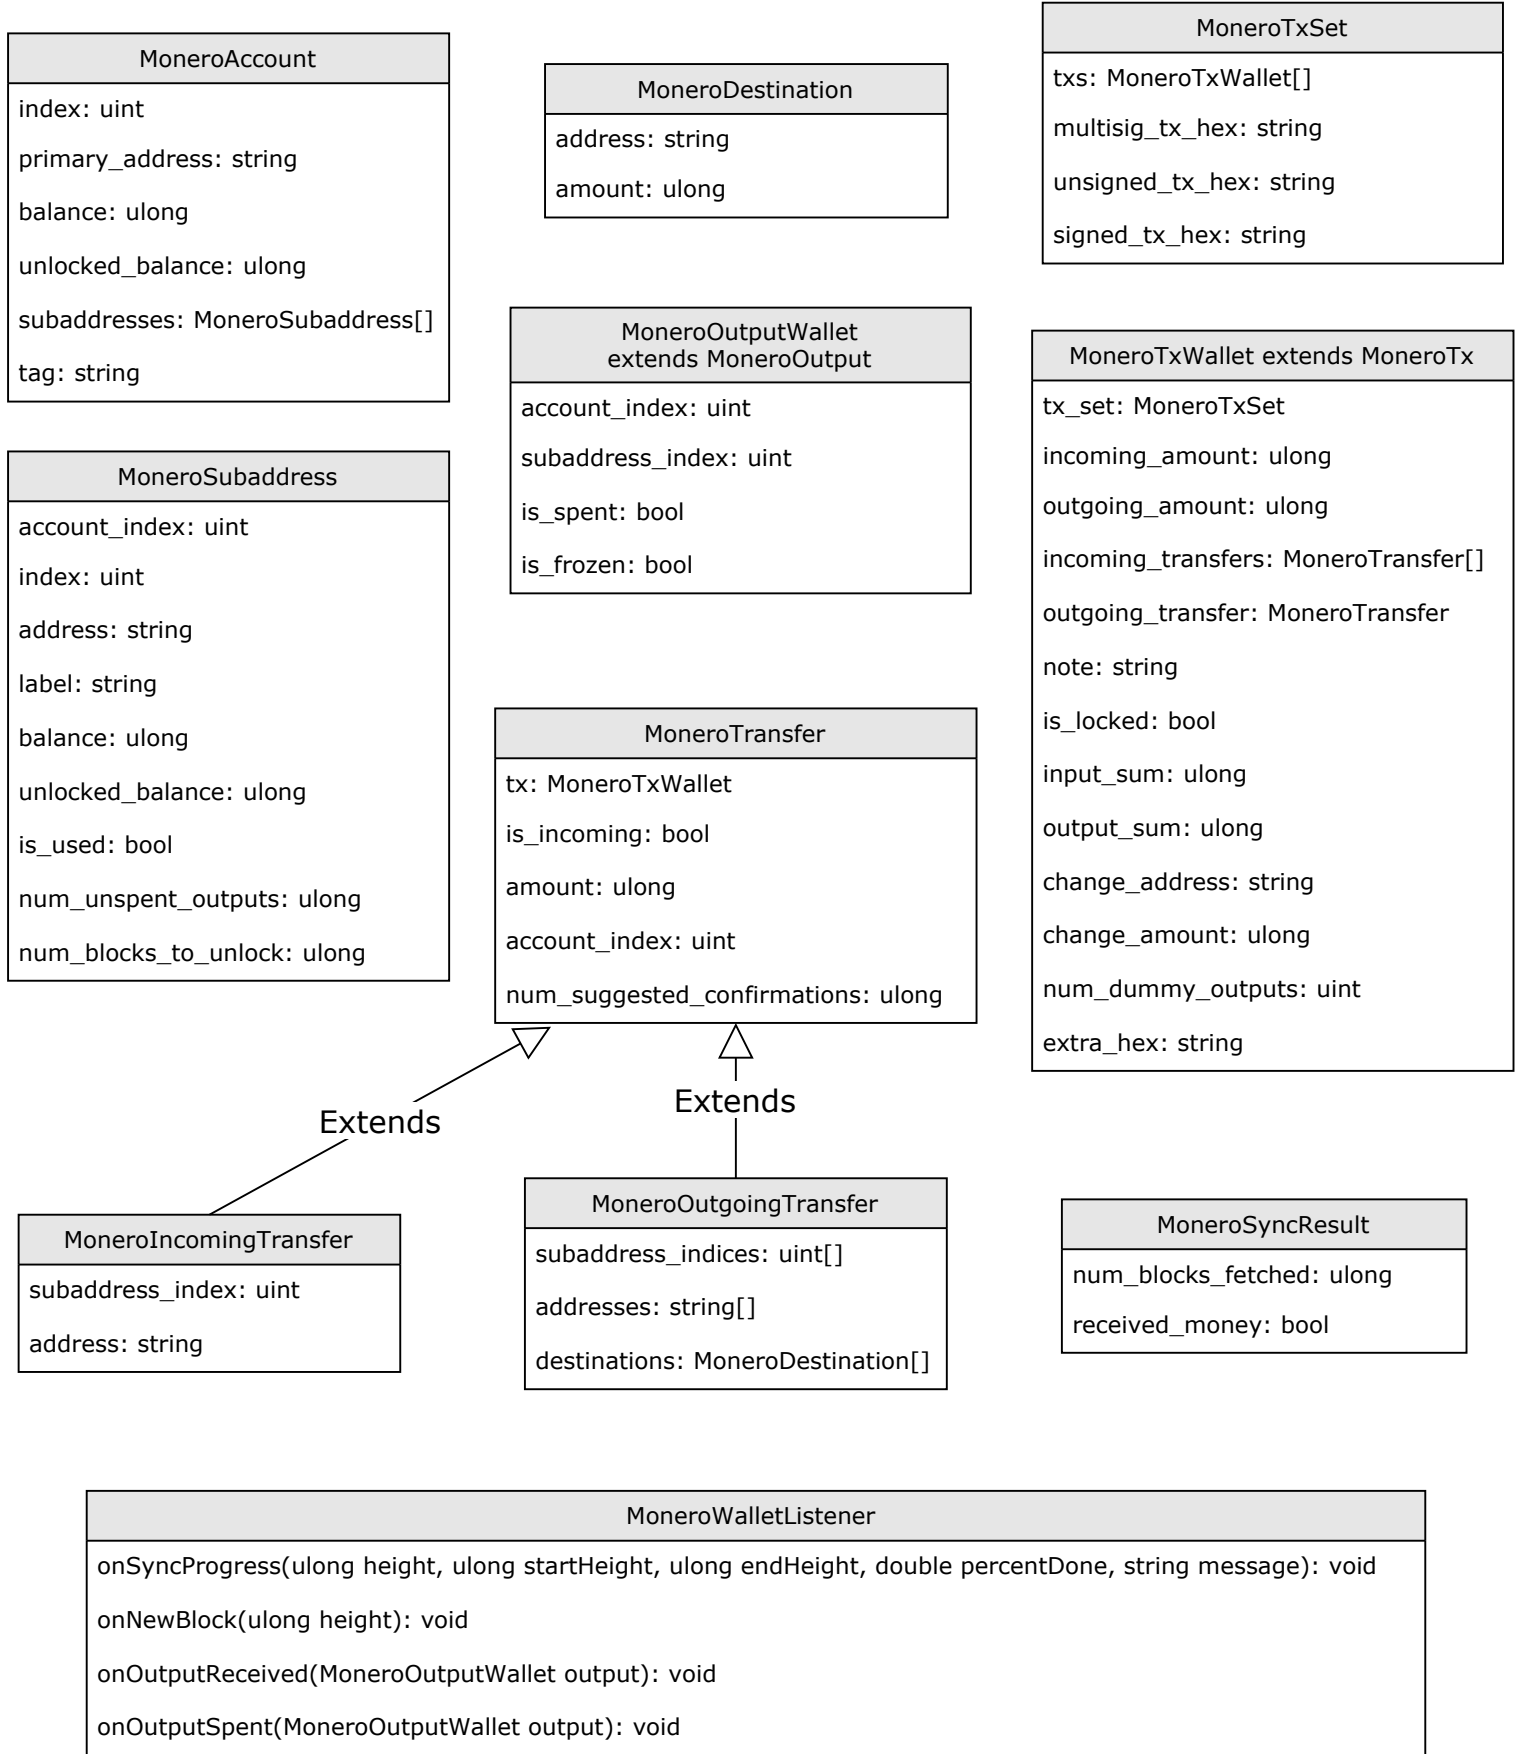 MoneroAccount
index: uint
primary_address: string
balance: ulong
unlocked_balance: ulong
subaddresses: MoneroSubaddress[]
tag: string
MoneroDestination
address: string
amount: ulong
MoneroTxSet
txs: MoneroTxWallet[]
multisig_tx_hex: string
unsigned_tx_hex: string
signed_tx_hex: string
MoneroSubaddress
account_index: uint
index: uint
address: string
label: string
balance: ulong
unlocked_balance: ulong
is_used: bool
num_unspent_outputs: ulong
num_blocks_to_unlock: ulong
MoneroOutputWallet
extends MoneroOutput
account_index: uint
subaddress_index: uint
is_spent: bool
is_frozen: bool
MoneroTxWallet extends MoneroTx
tx_set: MoneroTxSet
incoming_amount: ulong
outgoing_amount: ulong
incoming_transfers: MoneroTransfer[]
outgoing_transfer: MoneroTransfer
note: string
is_locked: bool
input_sum: ulong
output_sum: ulong
change_address: string
change_amount: ulong
num_dummy_outputs: uint
extra_hex: string
MoneroTransfer
tx: MoneroTxWallet
is_incoming: bool
amount: ulong
account_index: uint
num_suggested_confirmations: ulong
Extends
Extends
MoneroIncomingTransfer
subaddress_index: uint
address: string
MoneroOutgoingTransfer
subaddress_indices: uint[]
addresses: string[]
destinations: MoneroDestination[]
MoneroSyncResult
num_blocks_fetched: ulong
received_money: bool
MoneroWalletListener
onSyncProgress(ulong height, ulong startHeight, ulong endHeight, double percentDone, string message): void
onNewBlock(ulong height): void
onOutputReceived(MoneroOutputWallet output): void
onOutputSpent(MoneroOutputWallet output): void